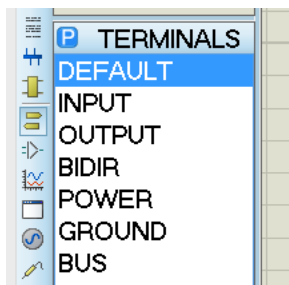 P TERMINALS
DEFAULT
INPUT
OUTPUT
BIDIR
POWER
GROUND
BUS